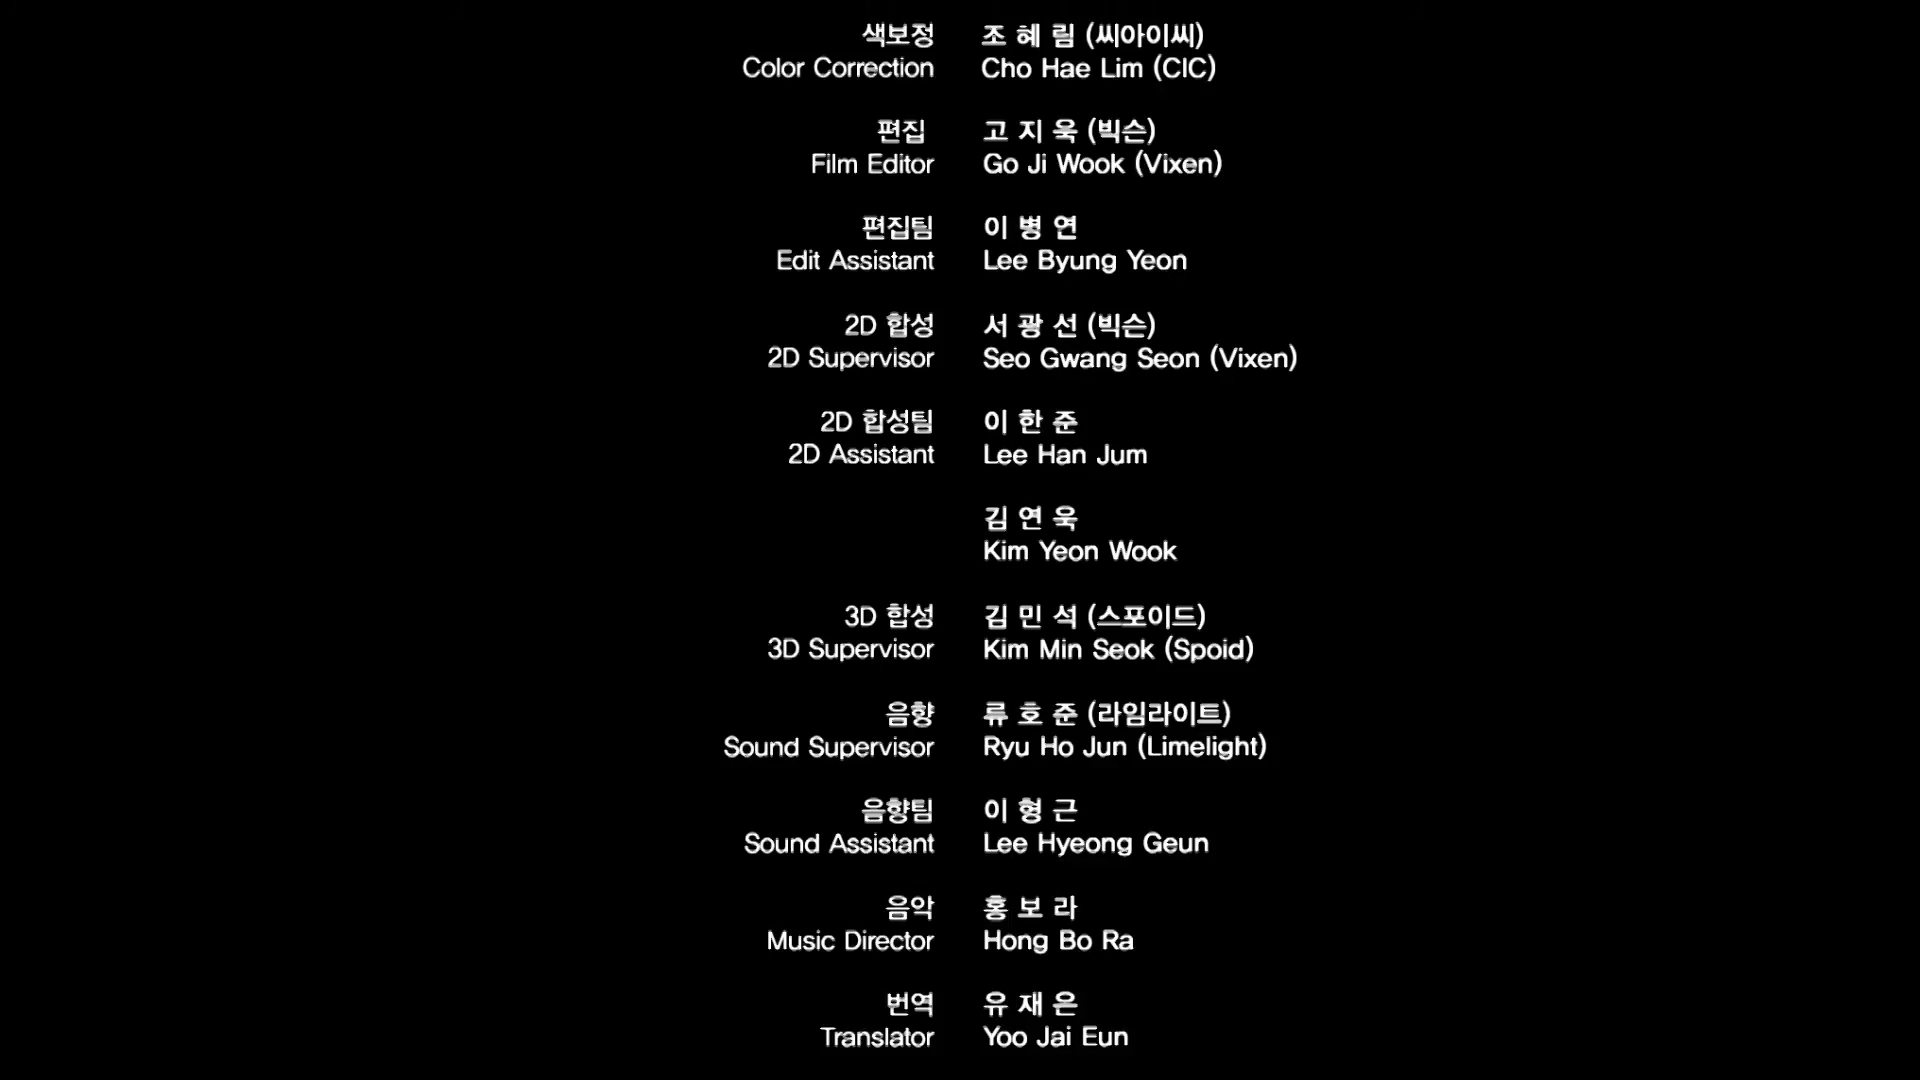 색보정 조 혜 림 (씨아이씨)
Color Correction Cho Hae Lim (CIC)
편집 고 지 욱 (빅슨)
Film Editor Go Ji Wook (Vixen)
편집팀 이 병 연
Edit Assistant Lee Byung Yeon
2D 합성 서 광 선 (빅슨)
2D Supervisor Seo Gwang Seon (Vixen)
2D 합성팀 이 한 준
2D Assistant Lee Han Jum
김 연 욱
Kim Yeon Wook
3D 합성 김 민 석 (스포이드)
3D Supervisor Kim Min Seok (Spoid)
음향 류 호 준 (라임라이트)
Sound Supervisor Ryu Ho Jun (Limelight)
음향팀 이 형 근
Sound Assistant Lee Hyeong Geun
음악 홍 보 라
Music Director Hong Bo Ra
번역 유 재 은
Translator Yoo Jai Eun